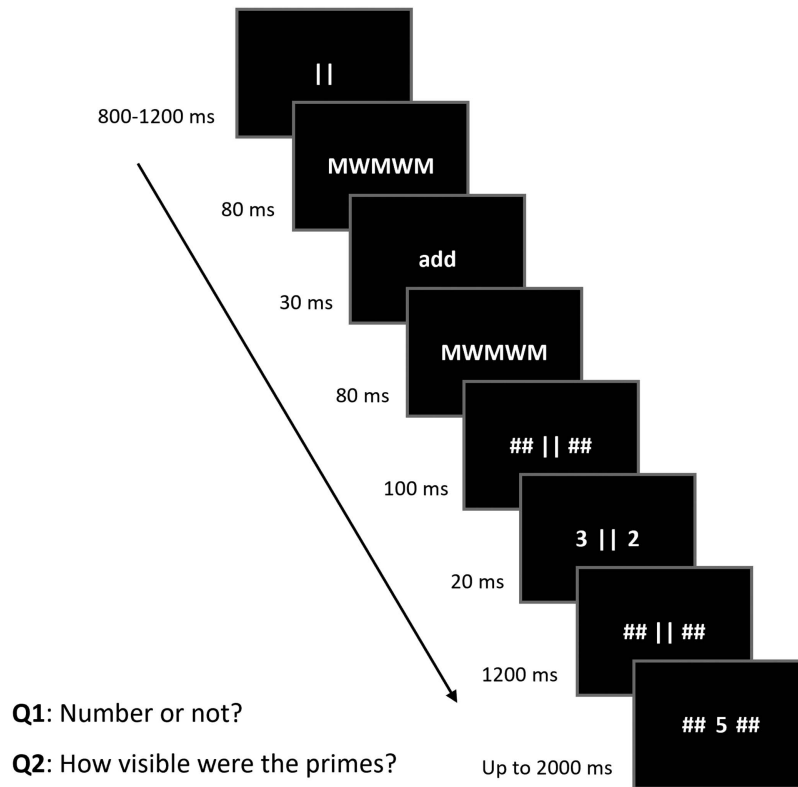 ||
800-1200 ms
MWMWM
80 ms
add
30 ms
MWMWM
80 ms
## || ##
100 ms
3 || 2
20 ms
## || ##
1200 ms
## 5 ##
Up to 2000 ms
Q1: Number or not?
Q2: How visible were the primes?